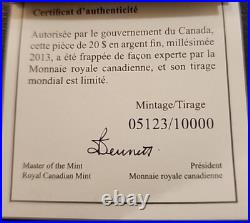 Certificat d'authenticité
Autorisée par le gouvernement du Canada,
cette pièce de 20 $ en argent fin, millésimée
2013, a été frappée de façon experte par la
Monnaie royale canadienne, et son tirage
mondial est limité.
Mintage/Tirage
05123/10000
Bennett
Master of the Mint
Royal Canadian Mint
Président
Monnaie royale canadienne